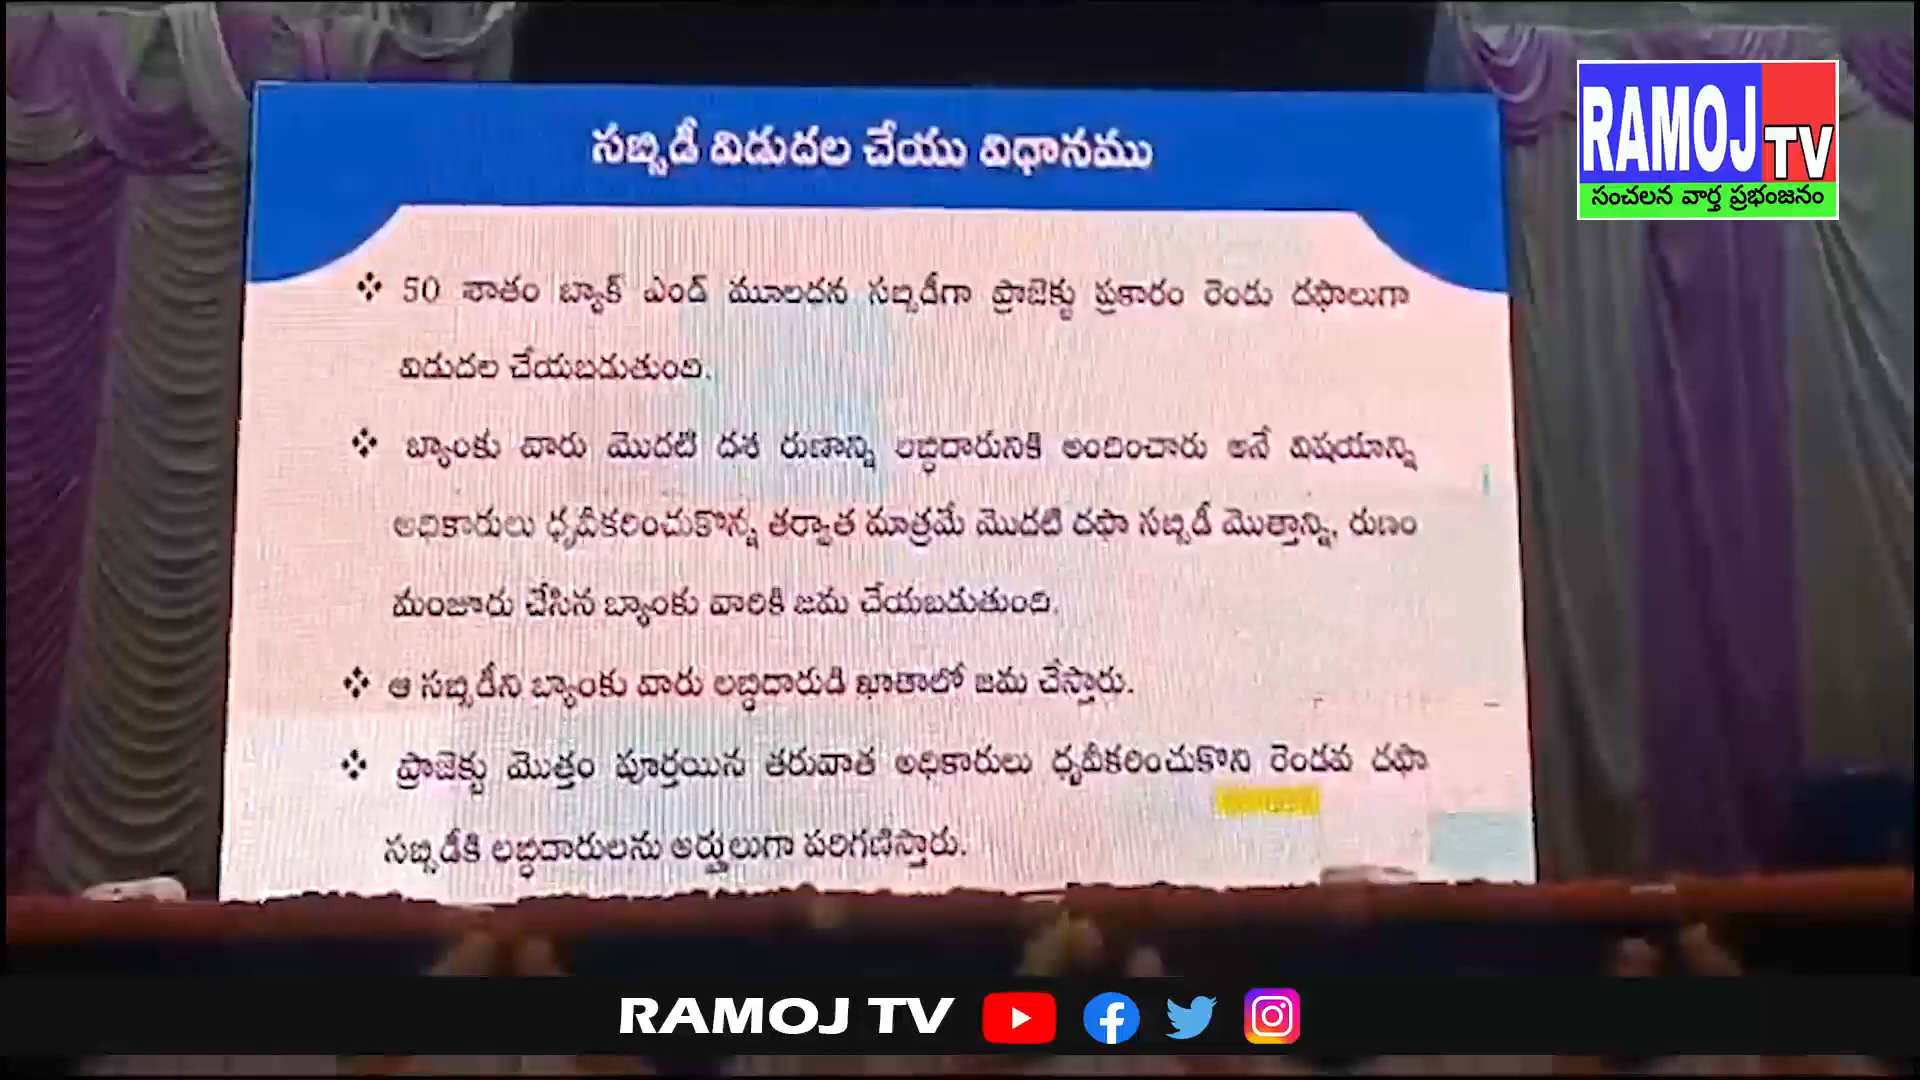 సబ్సిడీ విడుదల చేయు విధానము
RAMOJ TV
సంచలన వార్త ప్రభంజనం
❖ 50 శాతం బ్యాక్ ఎండ్ మూలధన సబ్సిడీగా ప్రాజెక్టు ప్రకారం రెండు దఫాలుగా
విడుదల చేయబడుతుంది.
❖ బ్యాంకు వారు మొదటి దశ రుణాన్ని లబ్ధిదారునికి అందించారు అనే విషయాన్ని
అధికారులు ధృవీకరించుకొన్న తర్వాత మాత్రమే మొదటి దఫా సబ్సిడీ మొత్తాన్ని, రుణం
మంజూరు చేసిన బ్యాంకు వారికి జమ చేయబడుతుంది.
❖ ఆ సబ్సిడీని బ్యాంకు వారు లబ్ధిదారుడి ఖాతాలో జమ చేస్తారు.
❖ ప్రాజెక్టు మొత్తం పూర్తయిన తరువాత అధికారులు ధృవీకరించుకొని రెండవ దఫా
సబ్సిడీకి లబ్ధిదారులను అర్హులుగా పరిగణిస్తారు.
RAMOJ TV